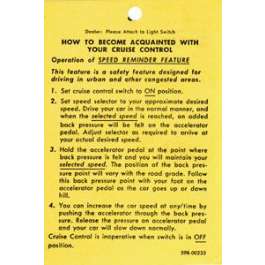 Dealer: Please Attach to Light Switch
HOW TO BECOME ACQUAINTED WITH
YOUR CRUISE CONTROL
Operation of SPEED REMINDER FEATURE
This feature is a safety feature designed for
driving in urban and other congested areas.
1. Set cruise control switch to ON position.
2. Set speed selector to your approximate desired
speed. Drive your car in the normal manner, and
when the selected speed is reached, an added
back pressure will be felt on the accelerator
pedal. Adjust selector as required to arrive at
your actual desired speed.
3. Hold the accelerator pedal at the point where
back pressure is felt and you will maintain your
selected speed. The position of the back pres-
sure point will vary with the road grade. Follow
this back pressure point with your foot on the
accelerator pedal as the car goes up or down
hill.
4. You can increase the car speed at any time by
pushing the accelerator through the back pres-
sure. Release the pressure on accelerator pedal
and your car will slow down normally.
Cruise Control is inoperative when switch is in OFF
position.
596-00255